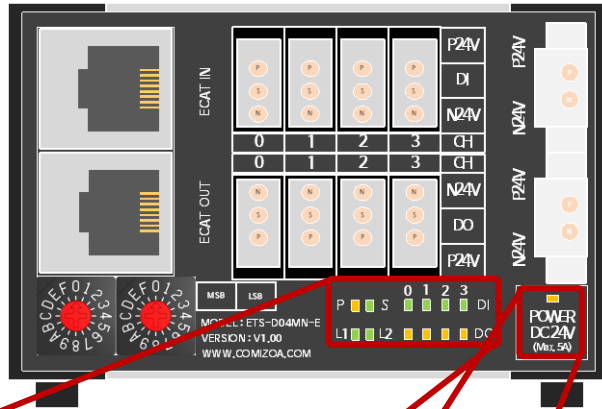 ECAT IN
P24V
DI
N24V
P S N
P S N
P S N
P S N
0 1 2 3 CH
0 1 2 3 CH
ECAT OUT
N24V
DO
P24V
N S P
N S P
N S P
N S P
P24V
N24V
P24V
N24V
P
N
P
N
0123456789ABCDEF
0123456789ABCDEF
MSB LSB
MODEL: ETS-D04MN-E
VERSION : V1.00
WWW.COMIZOA.COM
0 1 2 3
P S DI
L1 L2 DO
POWER
DC24V
(Max, 5A)